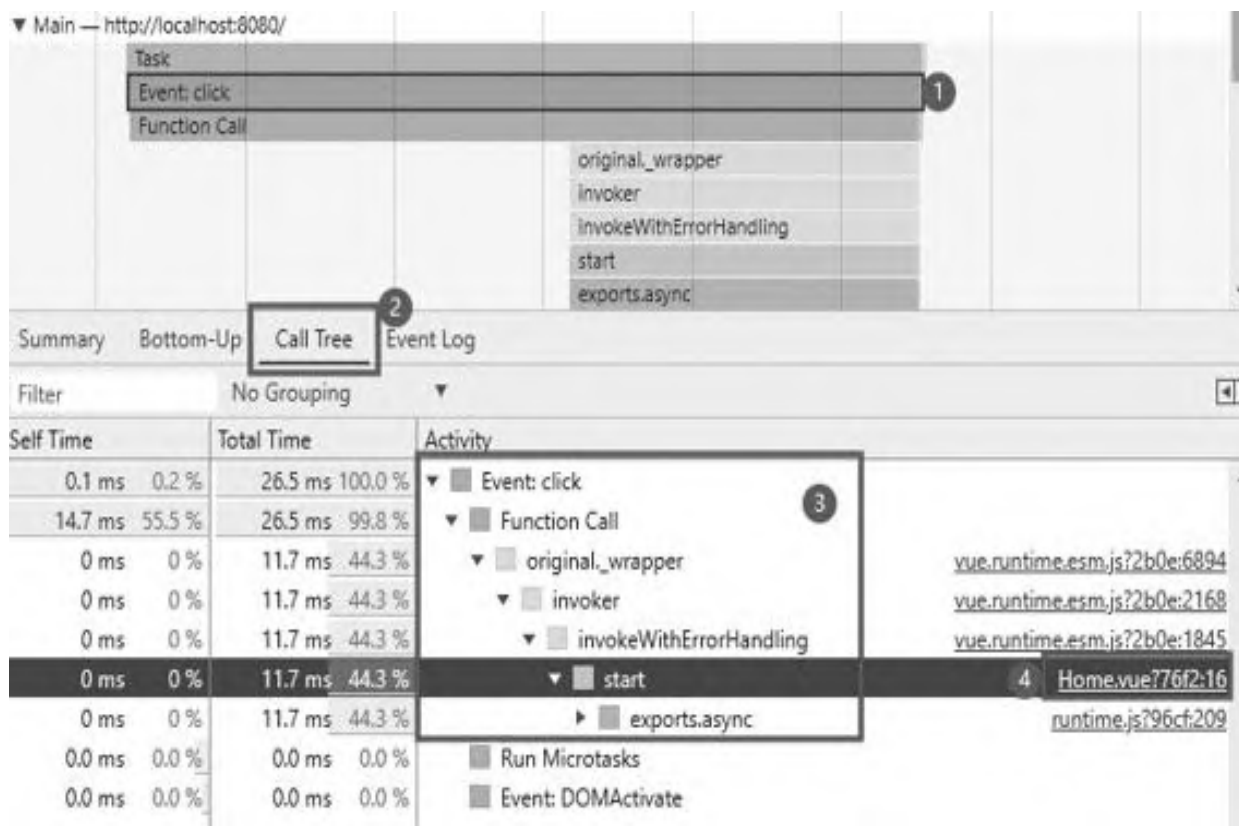 ▼ Main — http://localhost:8080/
Task
Event: click
1
Function Call
original._wrapper
invoker
invokeWithErrorHandling
start
exports.async
2
Summary Bottom-Up Call Tree Event Log
Filter No Grouping ▼
Self Time Total Time Activity
0.1 ms 0.2 % 26.5 ms 100.0 % ▼ Event: click
3
14.7 ms 55.5 % 26.5 ms 99.8 % ▼ Function Call
0 ms 0 % 11.7 ms 44.3 % ▼ original._wrapper vue.runtime.esm.js?2b0e:6894
0 ms 0 % 11.7 ms 44.3 % ▼ invoker vue.runtime.esm.js?2b0e:2168
0 ms 0 % 11.7 ms 44.3 % ▼ invokeWithErrorHandling vue.runtime.esm.js?2b0e:1845
0 ms 0 % 11.7 ms 44.3 % ▼ start 4 Home.vue?76f2:16
0 ms 0 % 11.7 ms 44.3 % ▶ exports.async runtime.js?96cf:209
0.0 ms 0.0 % 0.0 ms 0.0 % Run Microtasks
0.0 ms 0.0 % 0.0 ms 0.0 % Event: DOMActivate